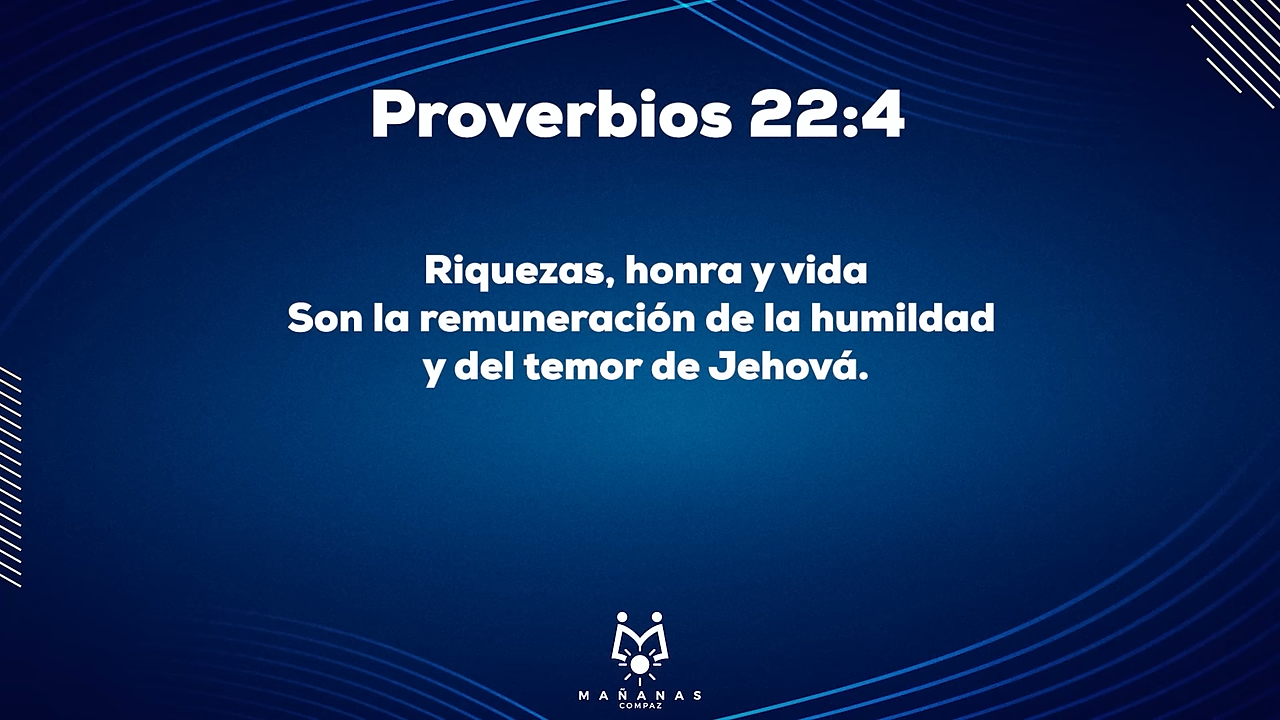 Proverbios 22:4
Riquezas, honra y vida
Son la remuneración de la humildad
y del temor de Jehová.
MAÑANAS
COMPAZ